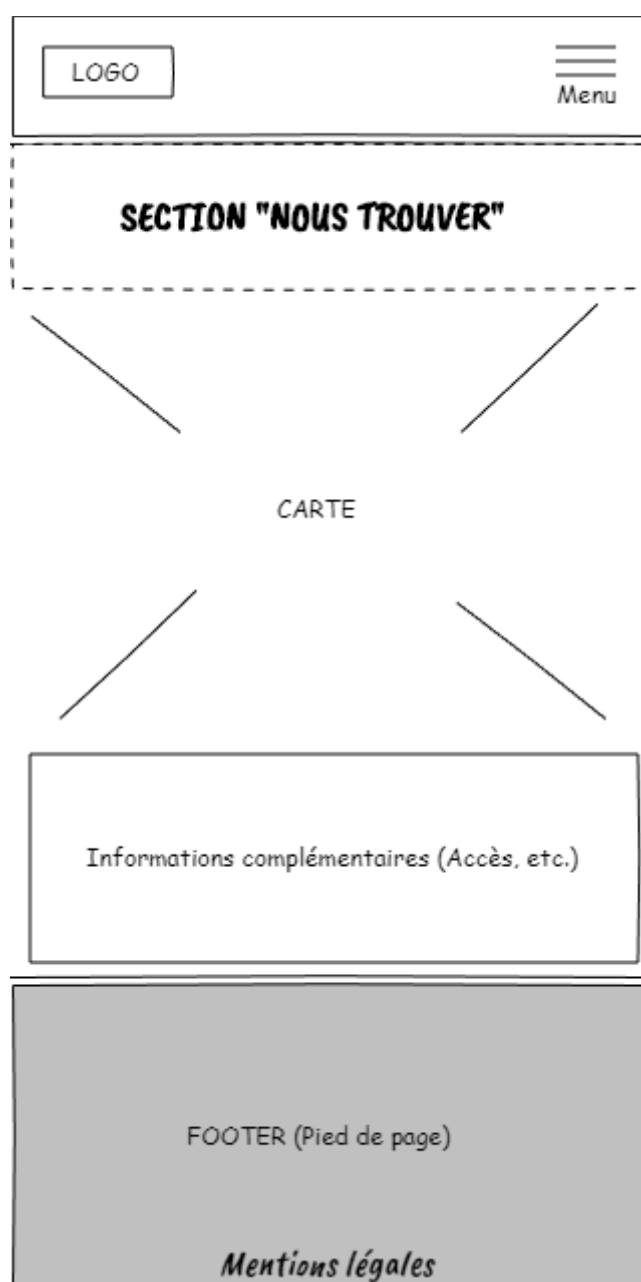 LOGO
Menu
SECTION "NOUS TROUVER"
CARTE
Informations complémentaires (Accès, etc.)
FOOTER (Pied de page)
Mentions légales